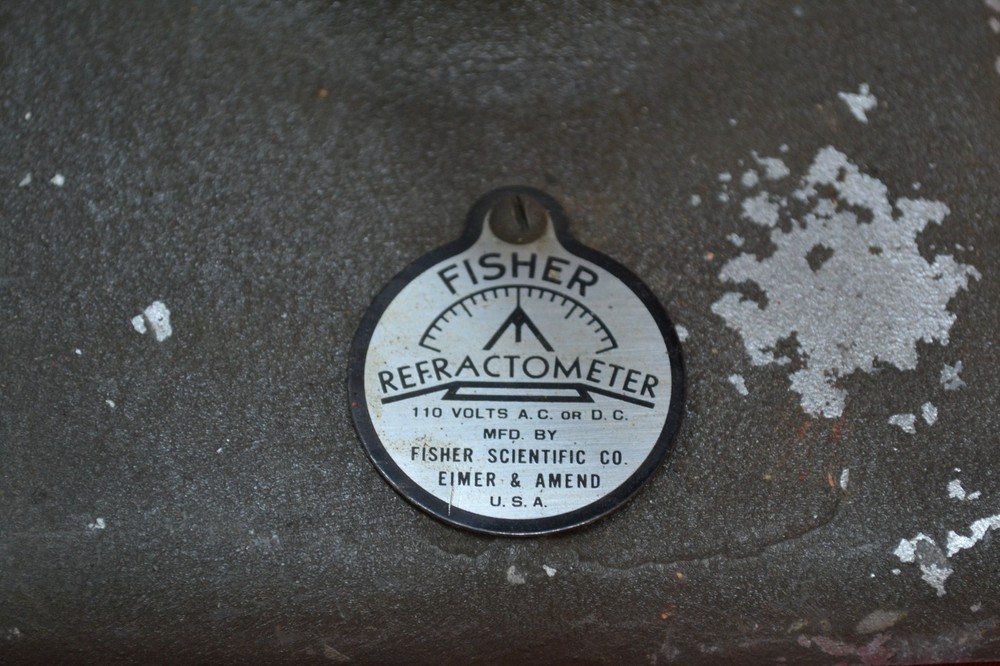 FISHER
REFRACTOMETER
110 VOLTS A.C. OR D.C.
MFD. BY
FISHER SCIENTIFIC CO.
EIMER & AMEND
U.S.A.